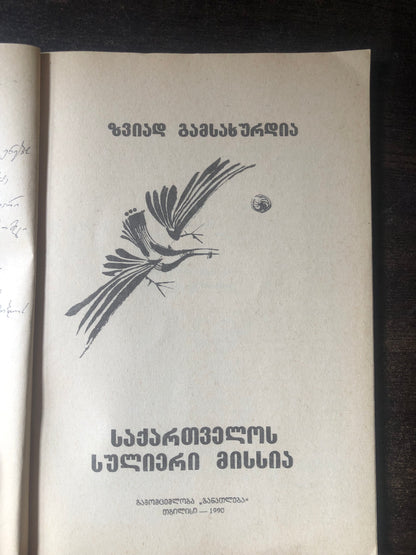 ზვიად გამსახურდია
საქართველოს
სულიერი მისსია
გამომცემლობა „განათლება“
თბილისი — 1990